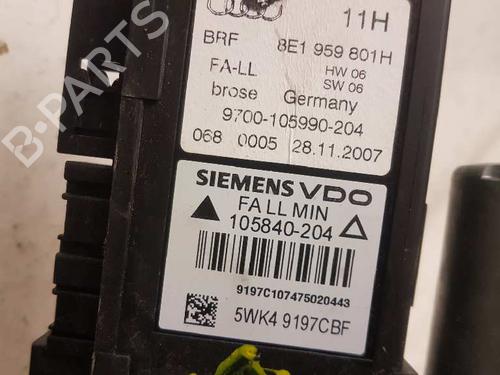 11H
BRF 8E1 959 801H
FA-LL HW 06
SW 06
brose Germany
9700-105990-204
068 0005 28.11.2007
SIEMENS VDO
FA LL MIN
105840-204
9197C107475020443
5WK4 9197CBF
B-PARTS